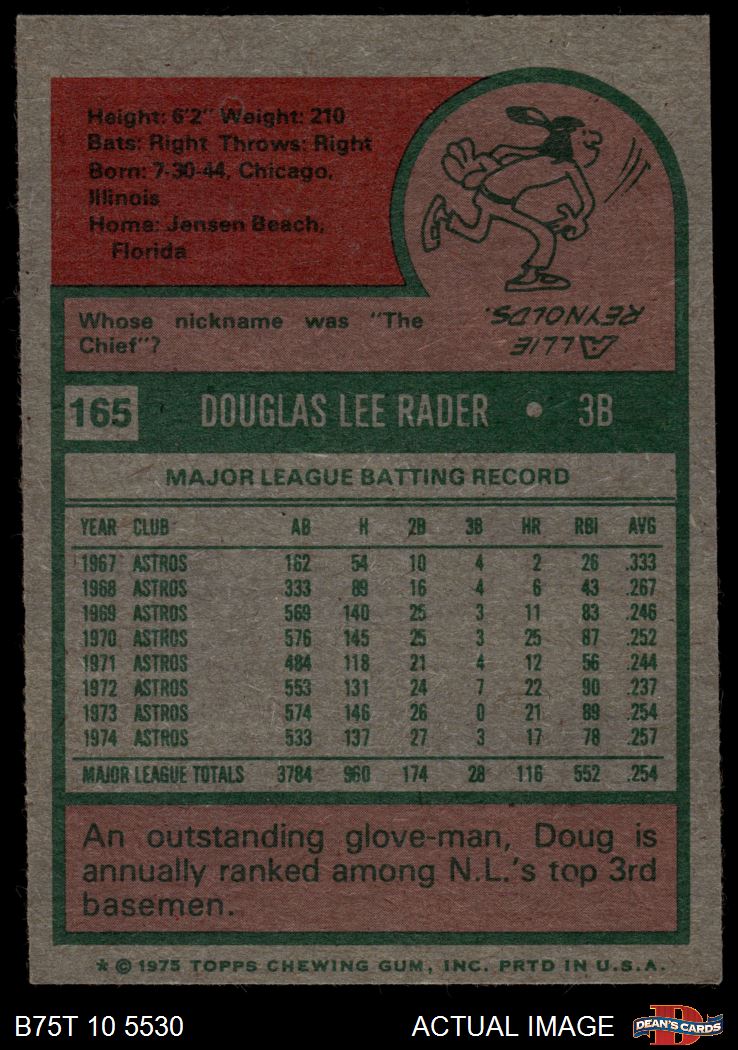 Height: 6'2" Weight: 210
Bats: Right Throws: Right
Born: 7-30-44, Chicago,
Illinois
Home: Jensen Beach,
Florida
Whose nickname was "The
Chief"?
ALLIE
REYNOLDS.
165 DOUGLAS LEE RADER • 3B
MAJOR LEAGUE BATTING RECORD
YEAR CLUB AB H 2B 3B HR RBI AVG
1967 ASTROS 162 54 10 4 2 26 .333
1968 ASTROS 333 89 16 4 6 43 .267
1969 ASTROS 569 140 25 3 11 83 .246
1970 ASTROS 576 145 25 3 25 87 .252
1971 ASTROS 484 118 21 4 12 56 .244
1972 ASTROS 553 131 24 7 22 90 .237
1973 ASTROS 574 146 26 0 21 89 .254
1974 ASTROS 533 137 27 3 17 78 .257
MAJOR LEAGUE TOTALS 3784 960 174 28 116 552 .254
An outstanding glove-man, Doug is
annually ranked among N.L.'s top 3rd
basemen.
* © 1975 TOPPS CHEWING GUM, INC. PRTD IN U.S.A.
B75T 10 5530 ACTUAL IMAGE DEAN'S CARDS